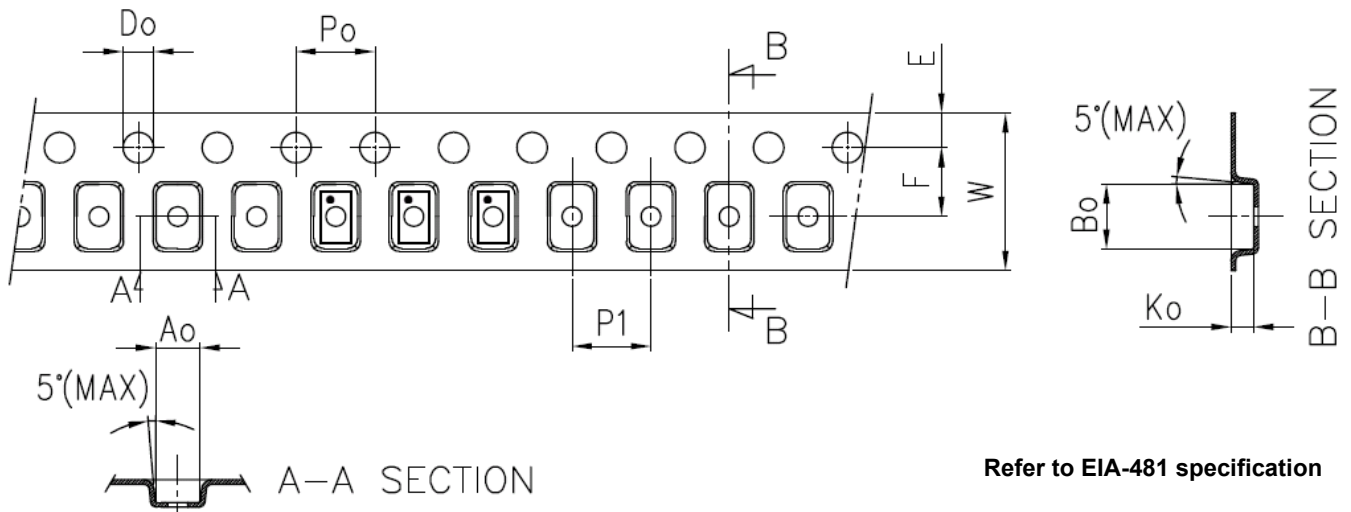 Do
Po
B
E
5°(MAX)
F
W
Bo
B-B SECTION
A
A
Ko
P1
B
Ao
5°(MAX)
A-A SECTION
Refer to EIA-481 specification